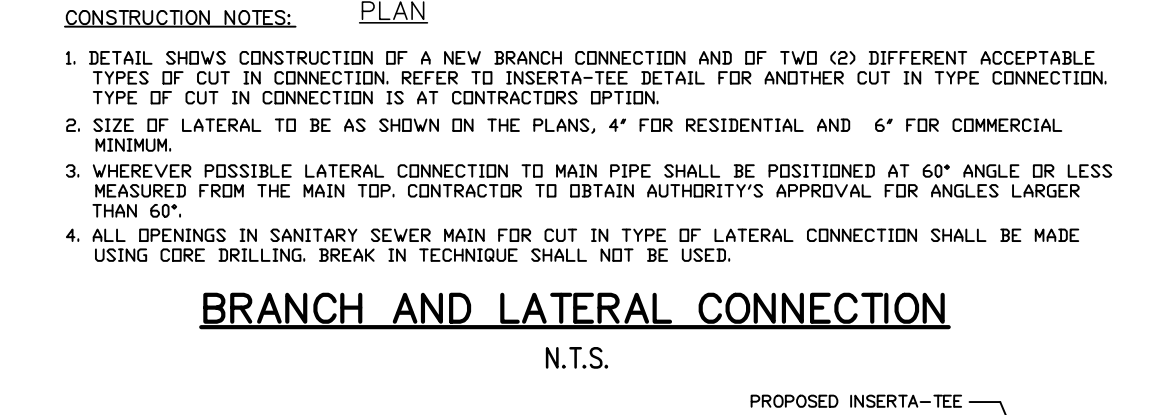 PLAN
CONSTRUCTION NOTES:
1. DETAIL SHOWS CONSTRUCTION OF A NEW BRANCH CONNECTION AND OF TWO (2) DIFFERENT ACCEPTABLE
TYPES OF CUT IN CONNECTION. REFER TO INSERTA-TEE DETAIL FOR ANOTHER CUT IN TYPE CONNECTION.
TYPE OF CUT IN CONNECTION IS AT CONTRACTORS OPTION.
2. SIZE OF LATERAL TO BE AS SHOWN ON THE PLANS, 4" FOR RESIDENTIAL AND 6" FOR COMMERCIAL
MINIMUM.
3. WHEREVER POSSIBLE LATERAL CONNECTION TO MAIN PIPE SHALL BE POSITIONED AT 60° ANGLE OR LESS
MEASURED FROM THE MAIN TOP. CONTRACTOR TO OBTAIN AUTHORITY'S APPROVAL FOR ANGLES LARGER
THAN 60°.
4. ALL OPENINGS IN SANITARY SEWER MAIN FOR CUT IN TYPE OF LATERAL CONNECTION SHALL BE MADE
USING CORE DRILLING. BREAK IN TECHNIQUE SHALL NOT BE USED.
BRANCH AND LATERAL CONNECTION
N.T.S.
PROPOSED INSERTA-TEE